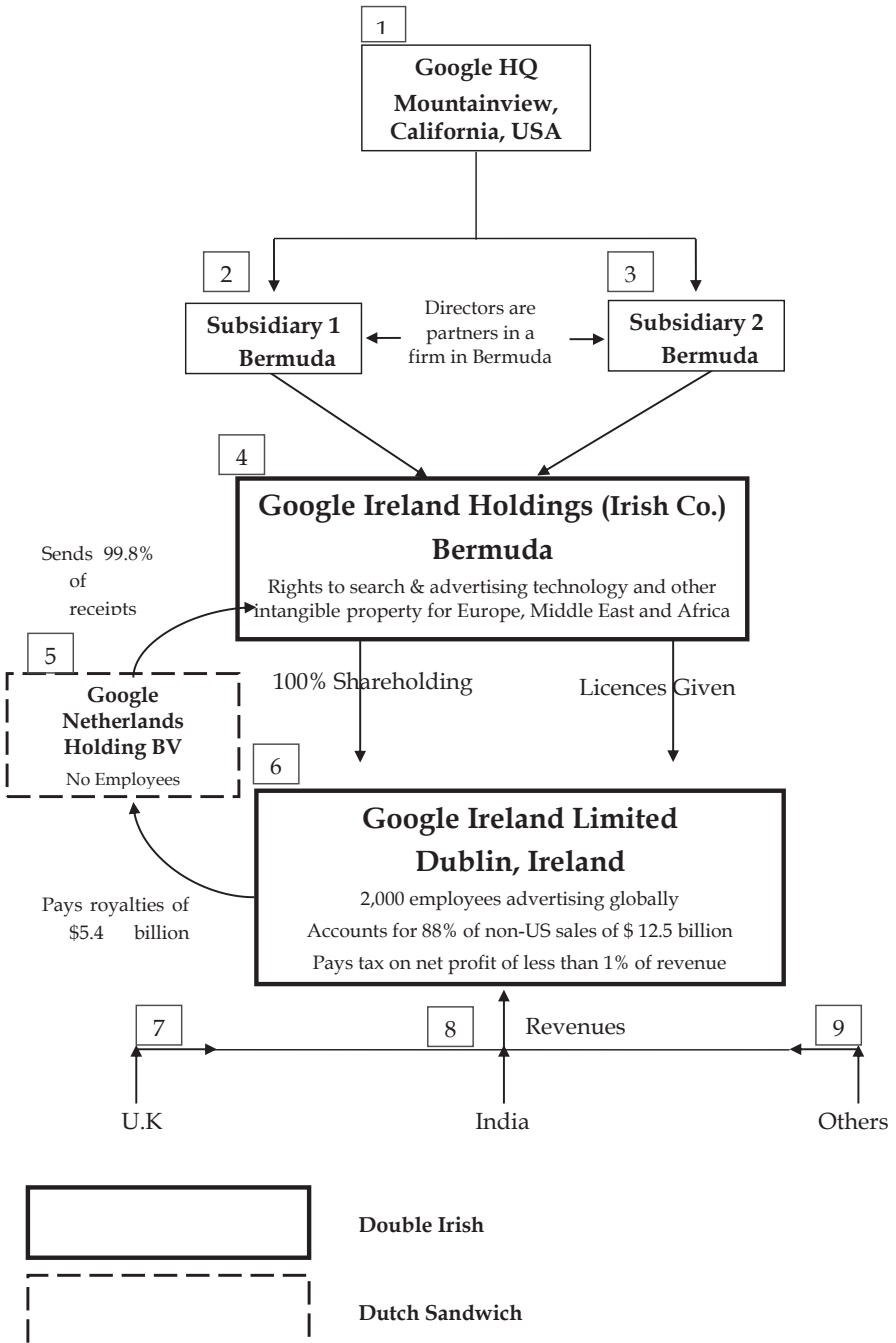 1
Google HQ
Mountainview,
California, USA
2
3
Subsidiary 1
Bermuda
Directors are
partners in a
firm in Bermuda
Subsidiary 2
Bermuda
4
Google Ireland Holdings (Irish Co.)
Bermuda
Rights to search & advertising technology and other
intangible property for Europe, Middle East and Africa
Sends 99.8%
of
receipts
5
Google
Netherlands
Holding BV
No Employees
100% Shareholding
Licences Given
6
Google Ireland Limited
Dublin, Ireland
2,000 employees advertising globally
Accounts for 88% of non-US sales of $ 12.5 billion
Pays tax on net profit of less than 1% of revenue
Pays royalties of
$5.4 billion
7
8
Revenues
9
U.K
India
Others
Double Irish
Dutch Sandwich